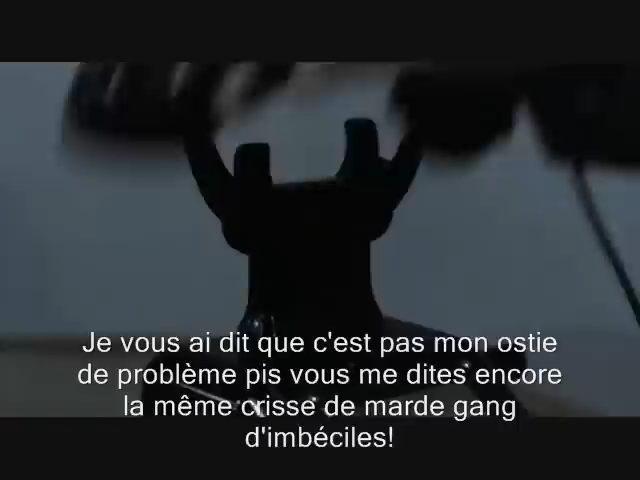 Je vous ai dit que c'est pas mon ostie
de problème pis vous me dites encore
la même crisse de marde gang
d'imbéciles!